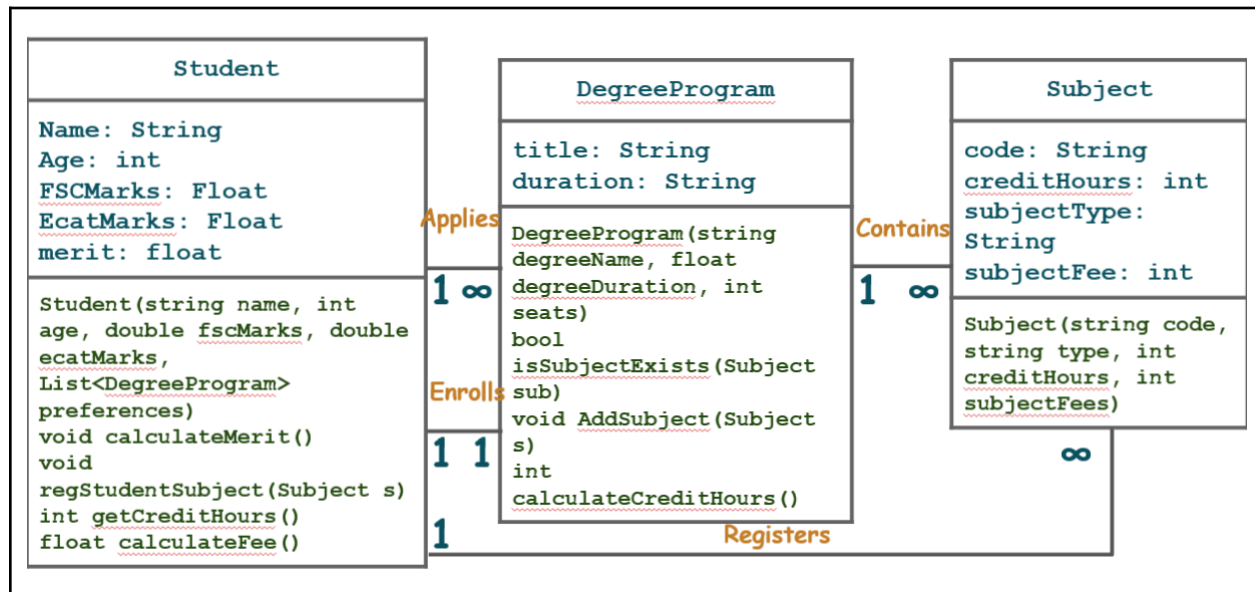 Student
Name: String
Age: int
FSCMarks: Float
EcatMarks: Float
merit: float
Student(string name, int
age, double fscMarks, double
ecatMarks,
List<DegreeProgram>
preferences)
void calculateMerit()
void
regStudentSubject(Subject s)
int getCreditHours()
float calculateFee()
Applies
1 ∞
Enrolls
1 1
1
DegreeProgram
title: String
duration: String
DegreeProgram(string
degreeName, float
degreeDuration, int
seats)
bool
isSubjectExists(Subject
sub)
void AddSubject(Subject
s)
int
calculateCreditHours()
Registers
Contains
1 ∞
Subject
code: String
creditHours: int
subjectType:
String
subjectFee: int
Subject(string code,
string type, int
creditHours, int
subjectFees)
∞